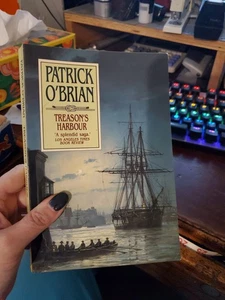 PATRICK
O'BRIAN
TREASON'S
HARBOUR
'A splendid saga.'
LOS ANGELES TIMES
BOOK REVIEW